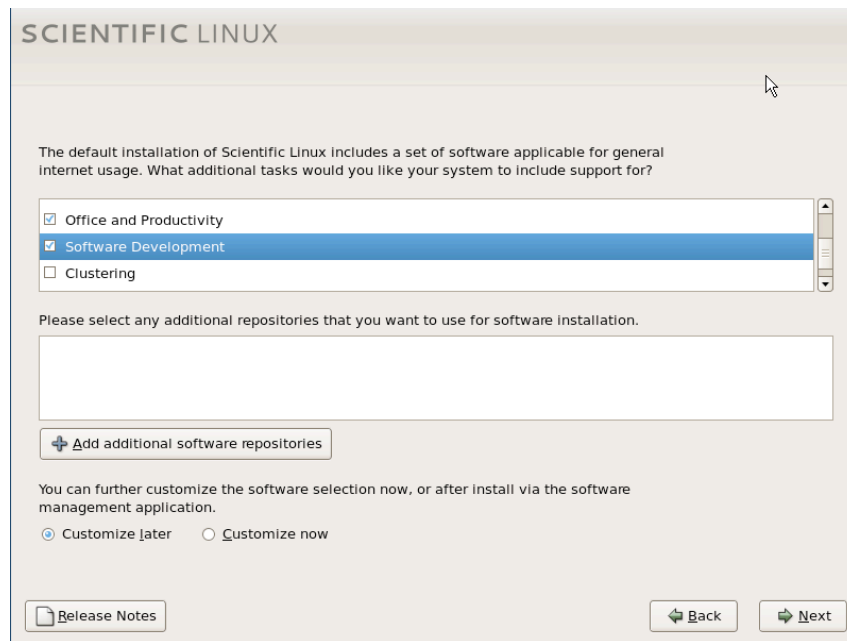 SCIENTIFIC LINUX
The default installation of Scientific Linux includes a set of software applicable for general
internet usage. What additional tasks would you like your system to include support for?
Office and Productivity
Software Development
Clustering
Please select any additional repositories that you want to use for software installation.
Add additional software repositories
You can further customize the software selection now, or after install via the software
management application.
Customize later Customize now
Release Notes Back Next